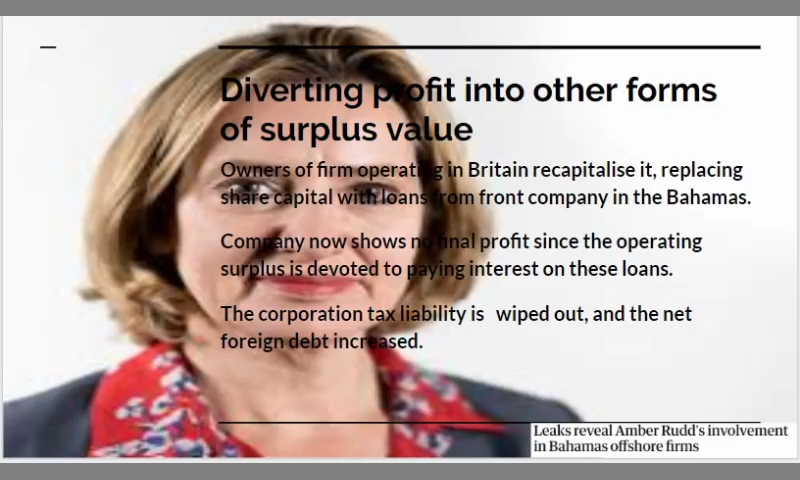 Diverting profit into other forms
of surplus value
Owners of firm operating in Britain recapitalise it, replacing
share capital with loans from front company in the Bahamas.
Company now shows no final profit since the operating
surplus is devoted to paying interest on these loans.
The corporation tax liability is wiped out, and the net
foreign debt increased.
Leaks reveal Amber Rudd's involvement
in Bahamas offshore firms